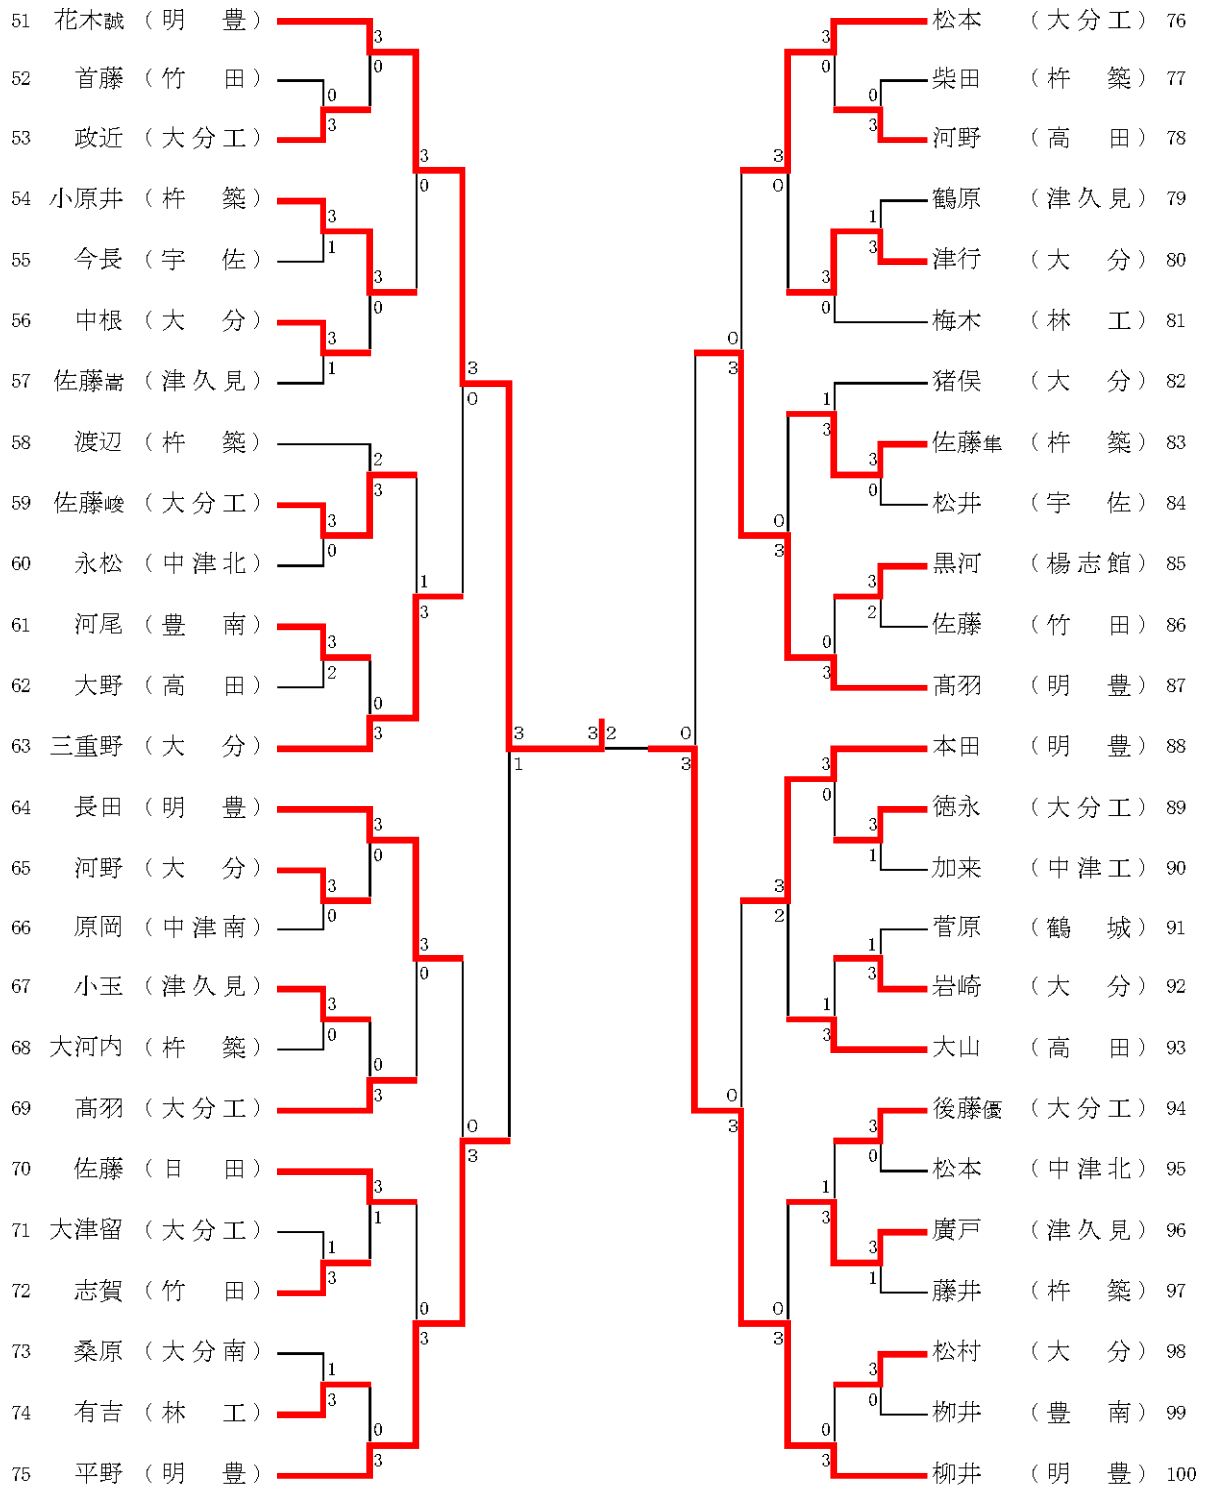 51 花木誠 (明 豊)
52 首藤 (竹 田)
53 政近 (大分工)
54 小原井 (杵 築)
55 今長 (宇 佐)
56 中根 (大 分)
57 佐藤嵩 (津久見)
58 渡辺 (杵 築)
59 佐藤峻 (大分工)
60 永松 (中津北)
61 河尾 (豊 南)
62 大野 (高 田)
63 三重野 (大 分)
64 長田 (明 豊)
65 河野 (大 分)
66 原岡 (中津南)
67 小玉 (津久見)
68 大河内 (杵 築)
69 髙羽 (大分工)
70 佐藤 (日 田)
71 大津留 (大分工)
72 志賀 (竹 田)
73 桑原 (大分南)
74 有吉 (林 工)
75 平野 (明 豊)
3
0
0
3
3
0
3
1
3
0
3
1
3
0
2
3
3
0
1
3
3
2
0
3
3
1
3
0
3
0
3
0
3
0
0
3
0
3
3
1
1
3
0
3
1
3
0
3
3 2
松本 (大分工) 76
柴田 (杵 築) 77
河野 (高 田) 78
鶴原 (津久見) 79
津行 (大 分) 80
梅木 (林 工) 81
猪俣 (大 分) 82
佐藤隼 (杵 築) 83
松井 (宇 佐) 84
黒河 (楊志館) 85
佐藤 (竹 田) 86
髙羽 (明 豊) 87
本田 (明 豊) 88
徳永 (大分工) 89
加来 (中津工) 90
菅原 (鶴 城) 91
岩崎 (大 分) 92
大山 (高 田) 93
後藤優 (大分工) 94
松本 (中津北) 95
廣戸 (津久見) 96
藤井 (杵 築) 97
松村 (大 分) 98
栁井 (豊 南) 99
柳井 (明 豊) 100
3
0
0
3
3
0
1
3
3
0
0
3
1
3
3
0
0
3
3
2
0
3
0
3
3
0
3
1
3
2
1
3
1
3
0
3
3
0
1
3
3
1
0
3
3
0
0
3